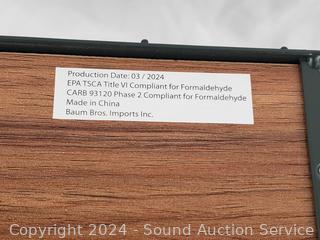 Production Date: 03 / 2024
EPA TSCA Title VI Compliant for Formaldehyde
CARB 93120 Phase 2 Compliant for Formaldehyde
Made in China
Baum Bros. Imports Inc.
Copyright 2024 - Sound Auction Service